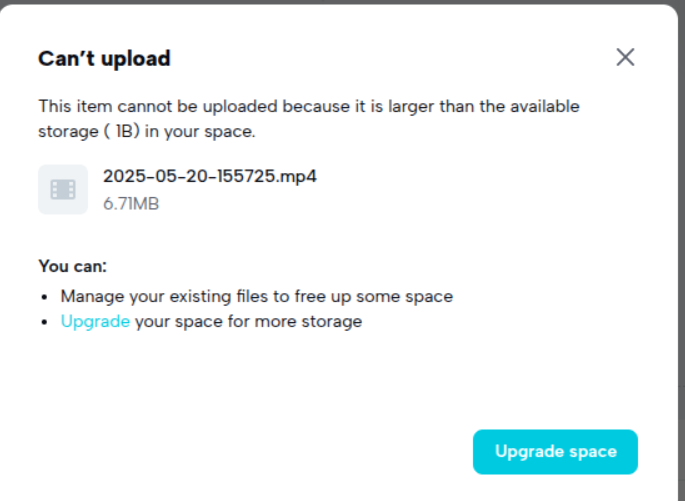 Can't upload
This item cannot be uploaded because it is larger than the available
storage ( 1B) in your space.
2025-05-20-155725.mp4
6.71MB
You can:
• Manage your existing files to free up some space
• Upgrade your space for more storage
Upgrade space